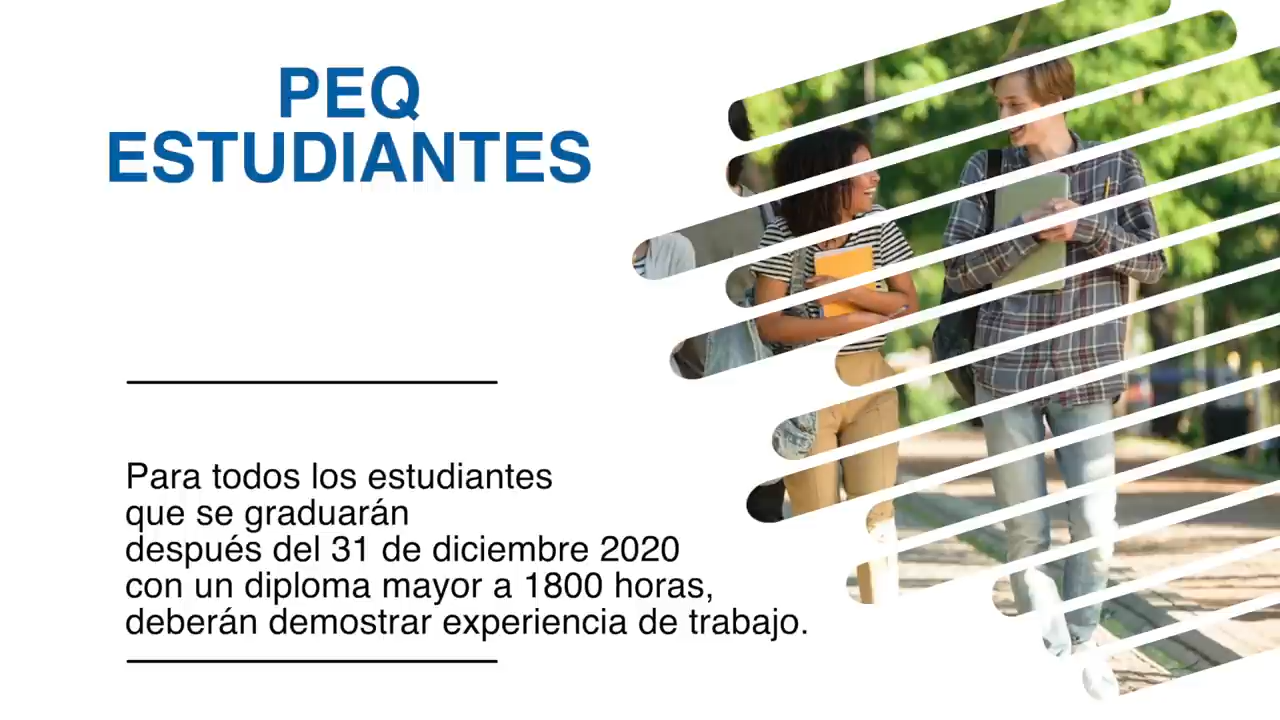 PEQ
ESTUDIANTES
Para todos los estudiantes
que se graduarán
después del 31 de diciembre 2020
con un diploma mayor a 1800 horas,
deberán demostrar experiencia de trabajo.